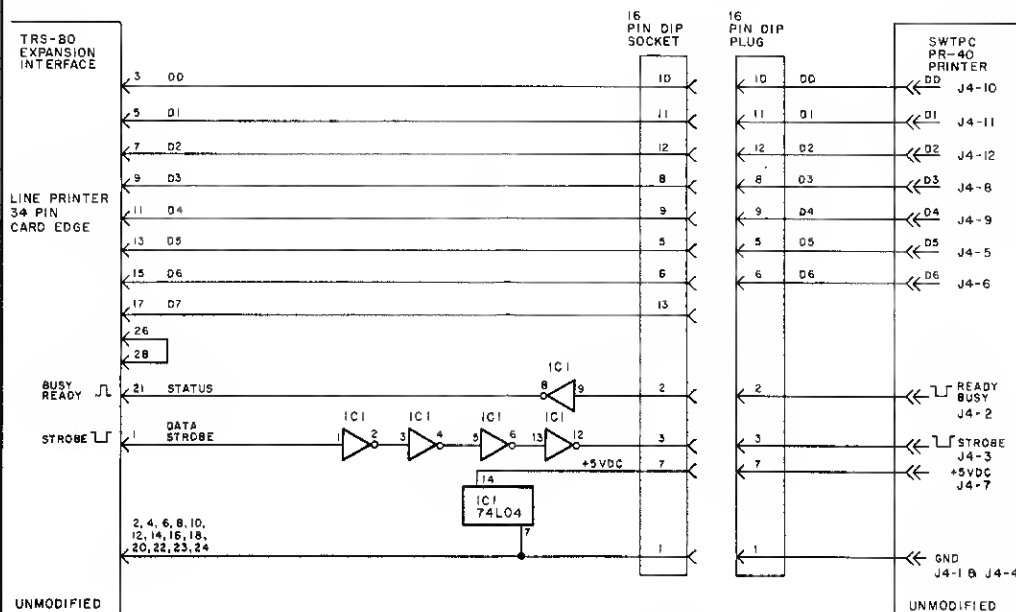 TRS-80
EXPANSION
INTERFACE
16
PIN DIP
SOCKET
16
PIN DIP
PLUG
SWTPC
PR-40
PRINTER
3 DD 10 10 DD DD J4-10
5 D1 11 11 D1 D1 J4-11
7 D2 12 12 D2 D2 J4-12
9 D3 8 8 D3 D3 J4-8
LINE PRINTER
34 PIN
CARD EDGE
11 D4 9 9 D4 D4 J4-9
13 D5 5 5 D5 D5 J4-5
15 D6 6 6 D6 D6 J4-6
17 D7 13
26
28
BUSY
READY
21 STATUS 8 IC1 9 2 2 READY
BUSY
J4-2
STROBE 1 DATA
STROBE
1 IC1 2 3 IC1 4 5 IC1 6 13 IC1 12 3 3 STROBE
J4-3
+5VDC 7 7 +5VDC
J4-7
14
IC1
74L04
7
2, 4, 6, 8, 10,
12, 14, 16, 18,
20, 22, 23, 24
1 1 GND
J4-1 & J4-4
UNMODIFIED
UNMODIFIED